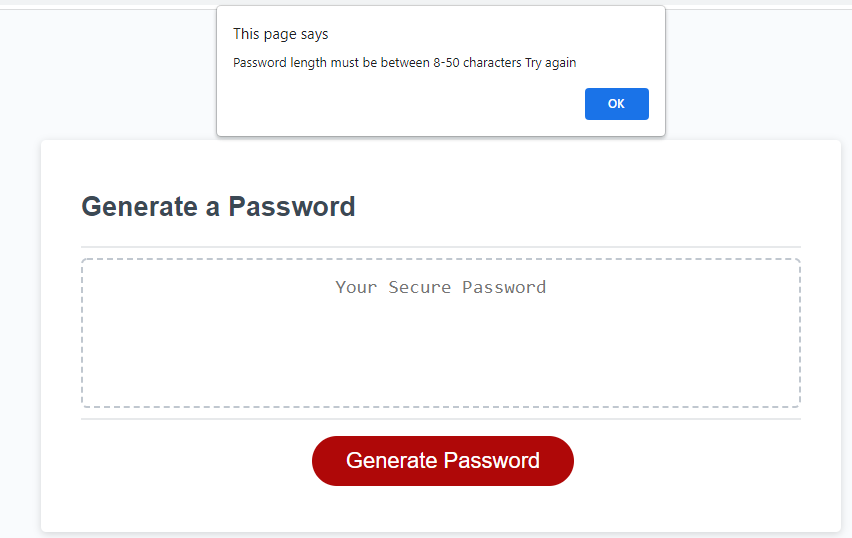 This page says
Password length must be between 8-50 characters Try again
OK
Generate a Password
Your Secure Password
Generate Password